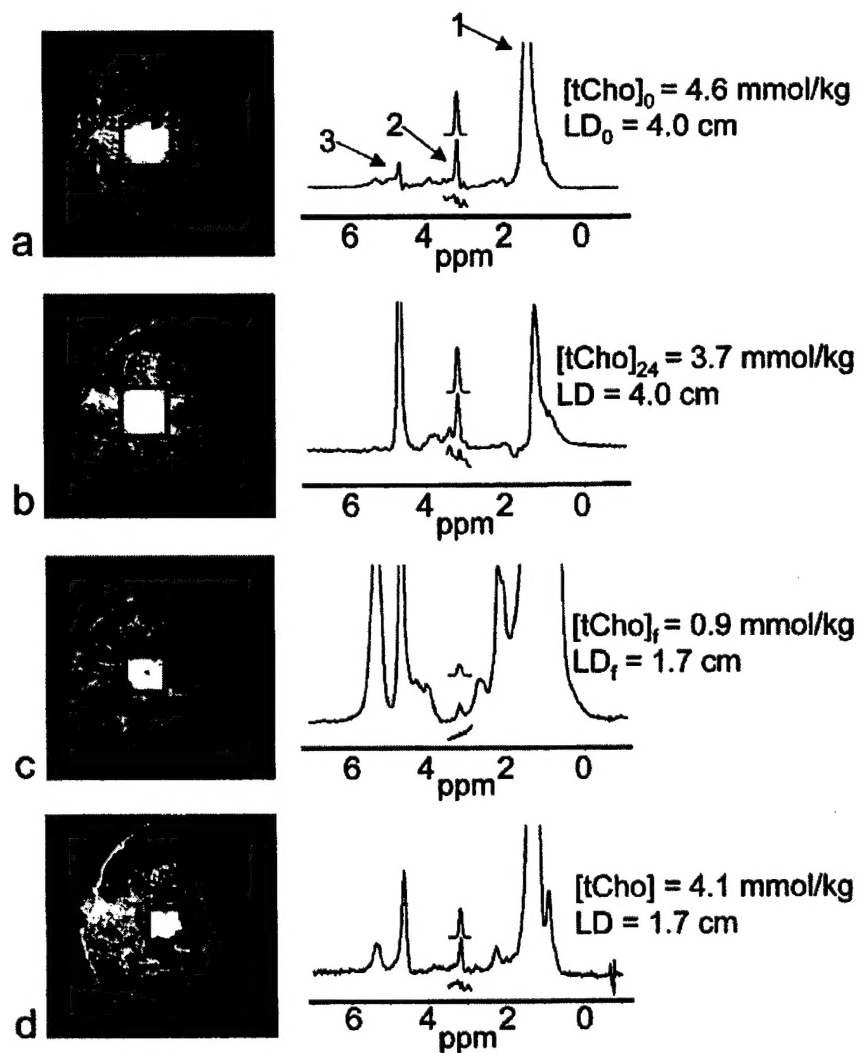 1
[tCho]0 = 4.6 mmol/kg
LD0 = 4.0 cm
2
3
a
6 4 2 0
ppm
[tCho]24 = 3.7 mmol/kg
LD = 4.0 cm
b
6 4 2 0
ppm
[tCho]f = 0.9 mmol/kg
LDf = 1.7 cm
c
6 4 2 0
ppm
[tCho] = 4.1 mmol/kg
LD = 1.7 cm
d
6 4 2 0
ppm